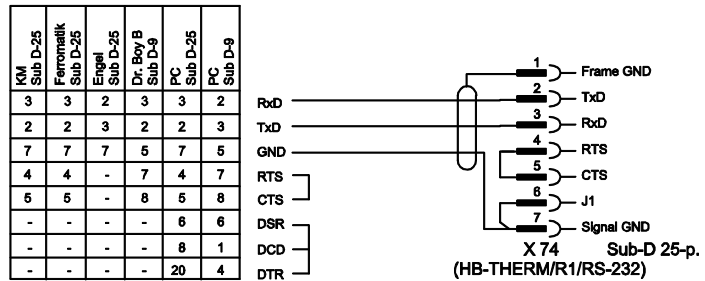 KM Sub D-25
Ferromatik Sub D-25
Engel Sub D-25
Dr. Boy B Sub D-9
PC Sub D-25
PC Sub D-9
3 3 2 3 3 2 RxD
2 2 3 2 2 3 TxD
7 7 7 5 7 5 GND
4 4 - 7 4 7 RTS
5 5 - 8 5 8 CTS
- - - - 6 6 DSR
- - - - 8 1 DCD
- - - - 20 4 DTR
1 Frame GND
2 TxD
3 RxD
4 RTS
5 CTS
6 J1
7 Signal GND
X 74 Sub-D 25-p.
(HB-THERM/R1/RS-232)